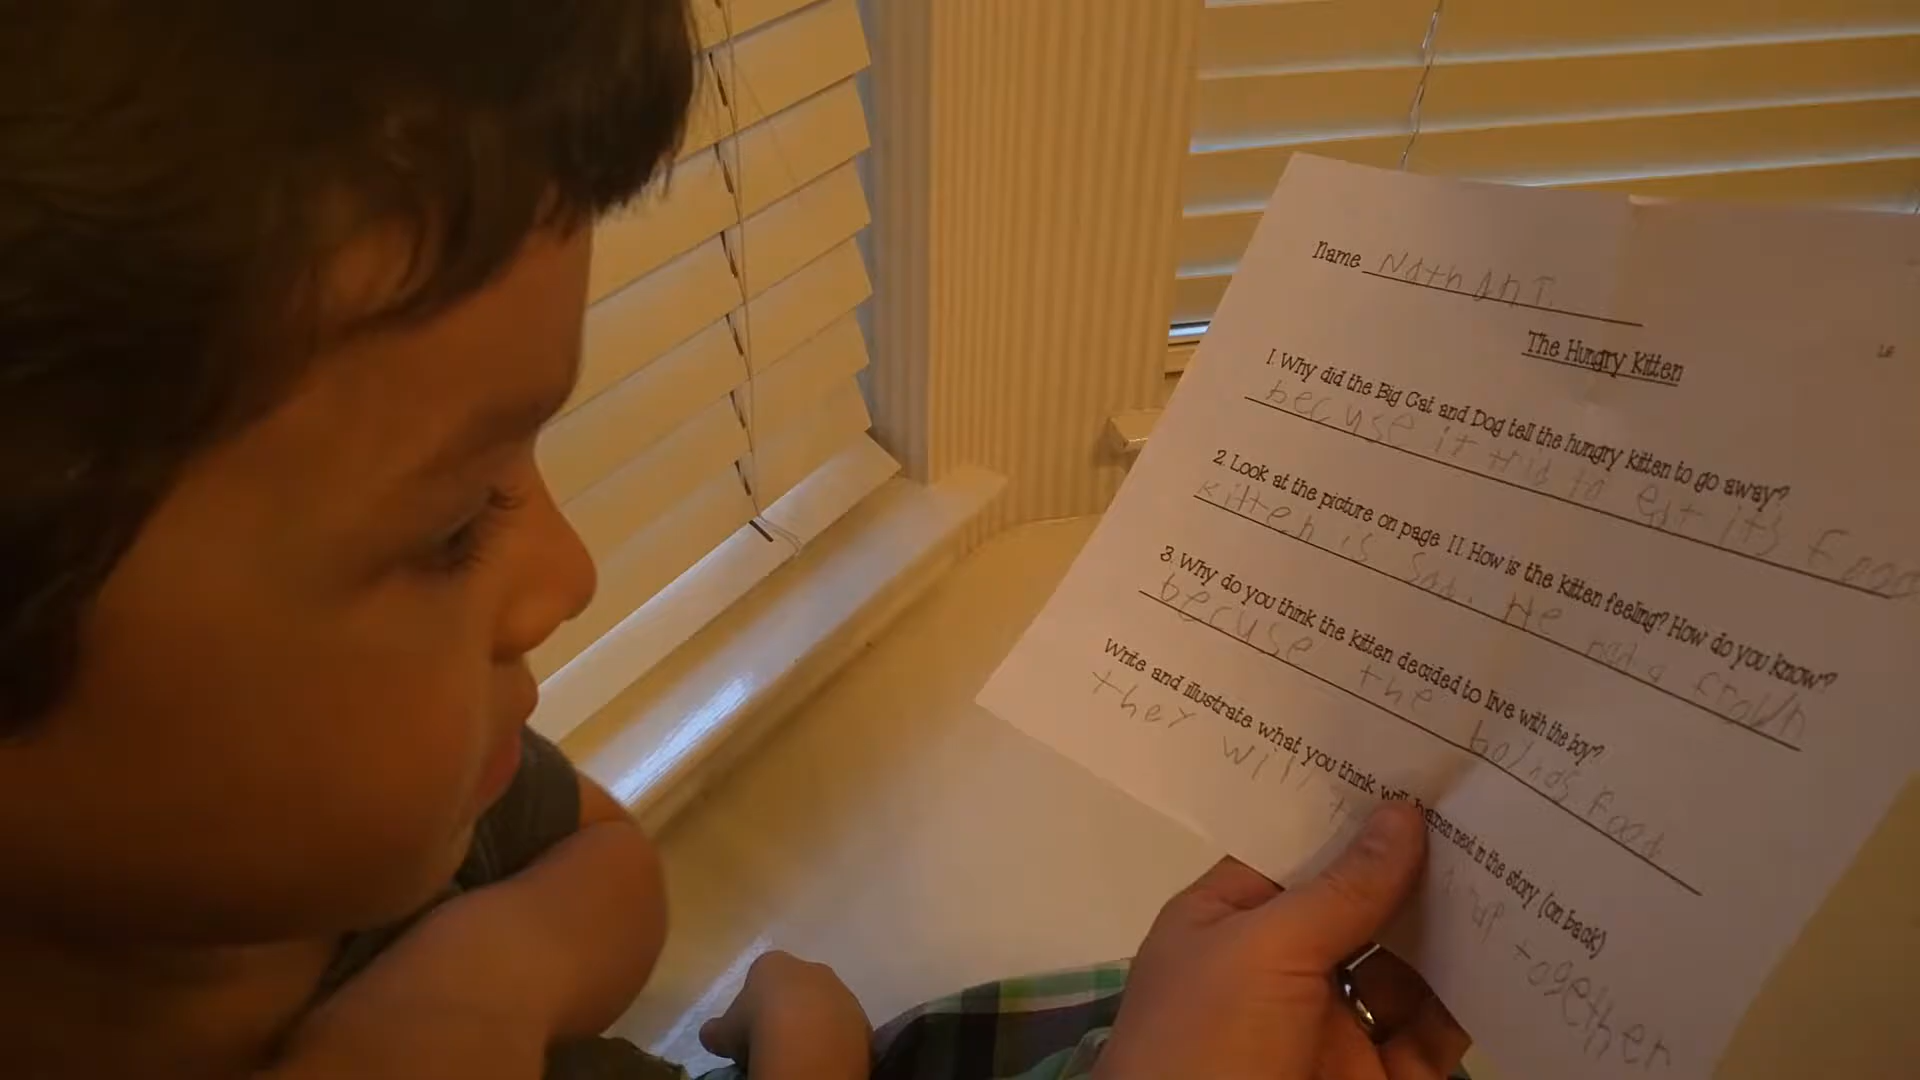 Name Nathan T.
The Hungry Kitten
1. Why did the Big Cat and Dog tell the hungry kitten to go away?
becuse it trid to eat its food
2. Look at the picture on page 11. How is the kitten feeling? How do you know?
Kitten is sad. He had a frown
3. Why do you think the kitten decided to live with the boy?
becuse the boy has food
Write and illustrate what you think will happen next in the story (on back)
they will together